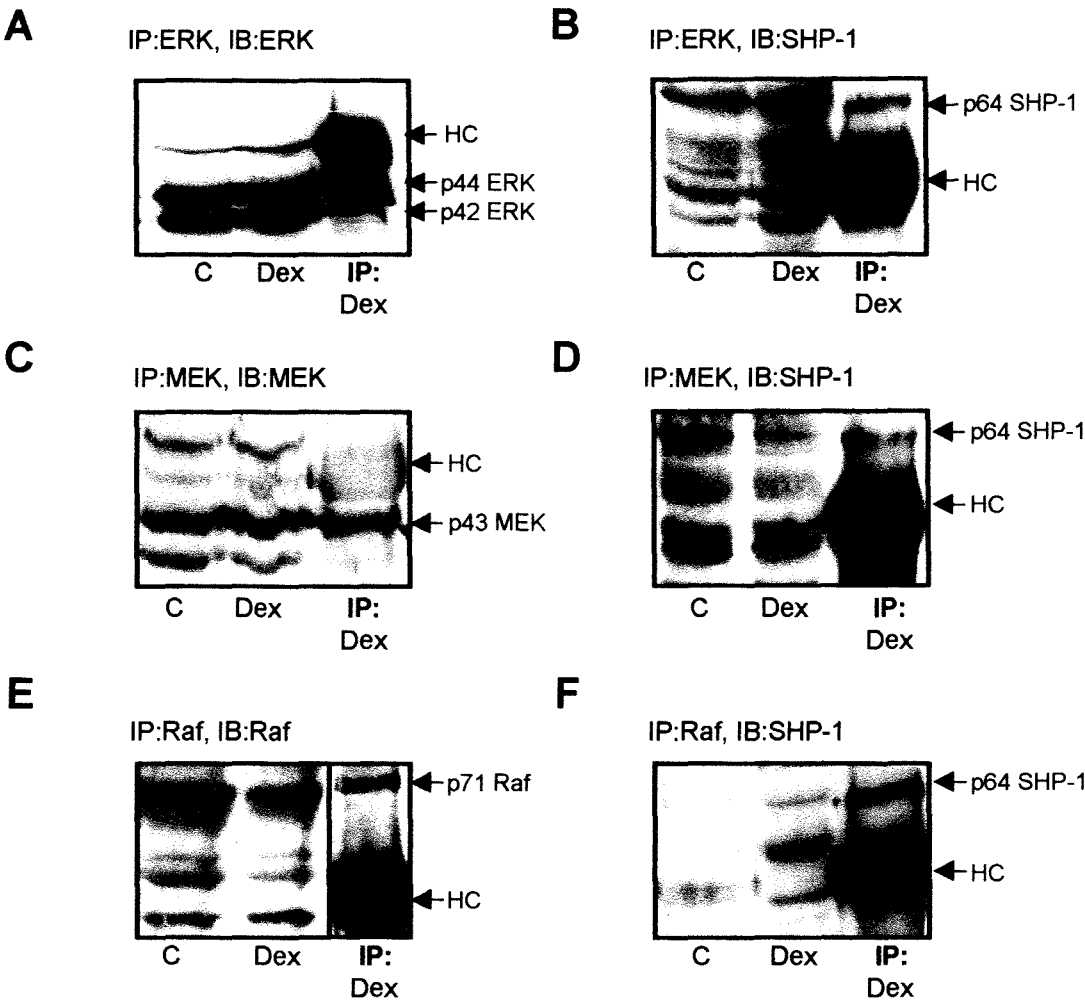 A
IP:ERK, IB:ERK
HC
p44 ERK
p42 ERK
C Dex IP:
Dex
B
IP:ERK, IB:SHP-1
p64 SHP-1
HC
C Dex IP:
Dex
C
IP:MEK, IB:MEK
HC
p43 MEK
C Dex IP:
Dex
D
IP:MEK, IB:SHP-1
p64 SHP-1
HC
C Dex IP:
Dex
E
IP:Raf, IB:Raf
p71 Raf
HC
C Dex IP:
Dex
F
IP:Raf, IB:SHP-1
p64 SHP-1
HC
C Dex IP:
Dex